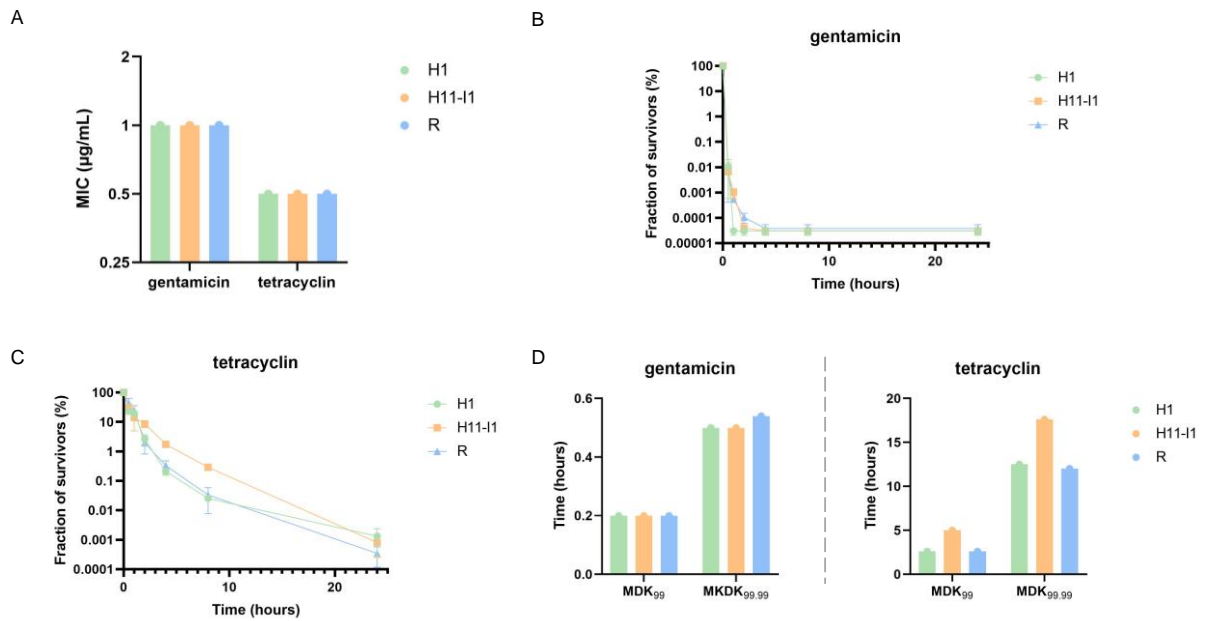 A
MIC (µg/mL)
2
1
0.5
0.25
gentamicin
tetracyclin
H1
H11-I1
R
B
gentamicin
Fraction of survivors (%)
100
10
1
0.1
0.01
0.001
0.0001
0.00001
0
10
20
Time (hours)
H1
H11-I1
R
C
tetracyclin
Fraction of survivors (%)
100
10
1
0.1
0.01
0.001
0.0001
0
10
20
Time (hours)
H1
H11-I1
R
D
gentamicin
Time (hours)
0.6
0.4
0.2
0.0
MDK99
MKDK99.99
tetracyclin
Time (hours)
20
15
10
5
0
MDK99
MDK99.99
H1
H11-I1
R